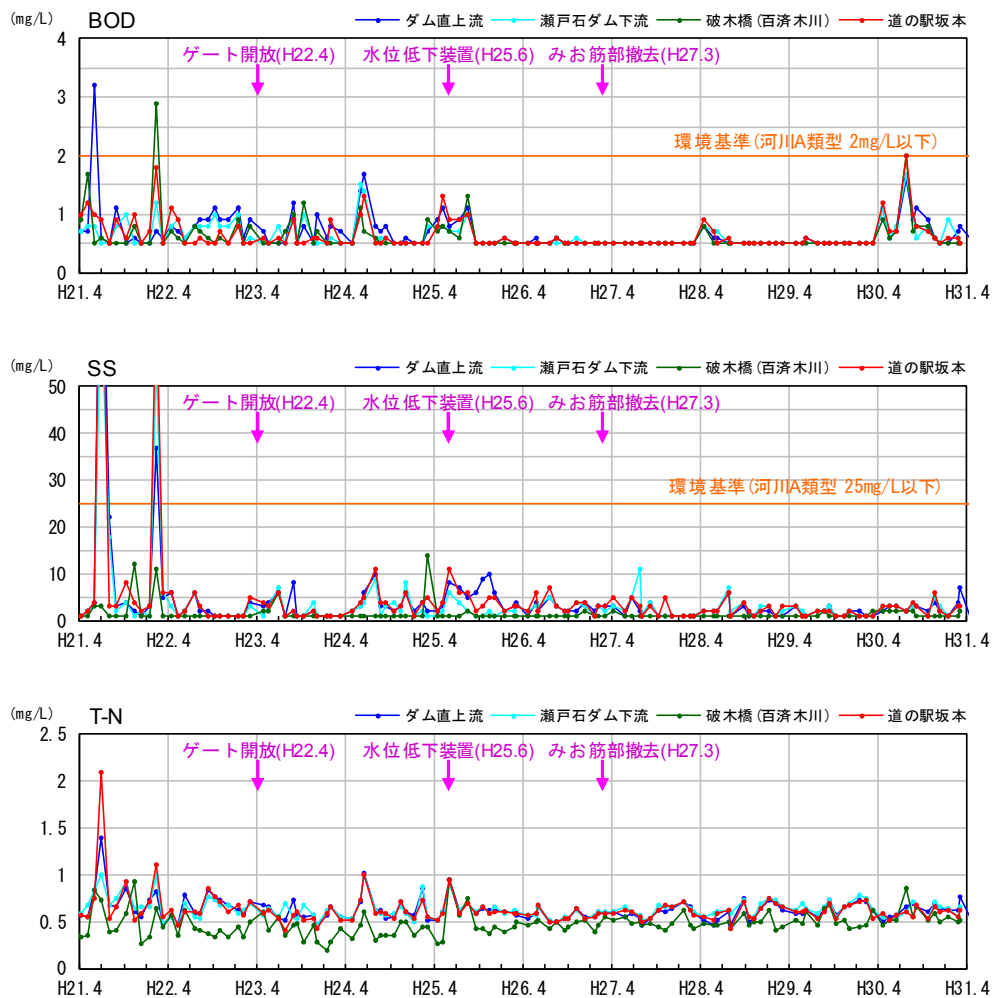 (mg/L) BOD ダム直上流 瀬戸石ダム下流 破木橋(百済木川) 道の駅坂本
4
ゲート開放(H22.4) 水位低下装置(H25.6) みお筋部撤去(H27.3)
3
環境基準(河川A類型 2mg/L以下)
2
1
0
H21.4 H22.4 H23.4 H24.4 H25.4 H26.4 H27.4 H28.4 H29.4 H30.4 H31.4
(mg/L) SS ダム直上流 瀬戸石ダム下流 破木橋(百済木川) 道の駅坂本
50
ゲート開放(H22.4) 水位低下装置(H25.6) みお筋部撤去(H27.3)
40
30
環境基準(河川A類型 25mg/L以下)
20
10
0
H21.4 H22.4 H23.4 H24.4 H25.4 H26.4 H27.4 H28.4 H29.4 H30.4 H31.4
(mg/L) T-N ダム直上流 瀬戸石ダム下流 破木橋(百済木川) 道の駅坂本
2.5
ゲート開放(H22.4) 水位低下装置(H25.6) みお筋部撤去(H27.3)
2
1.5
1
0.5
0
H21.4 H22.4 H23.4 H24.4 H25.4 H26.4 H27.4 H28.4 H29.4 H30.4 H31.4